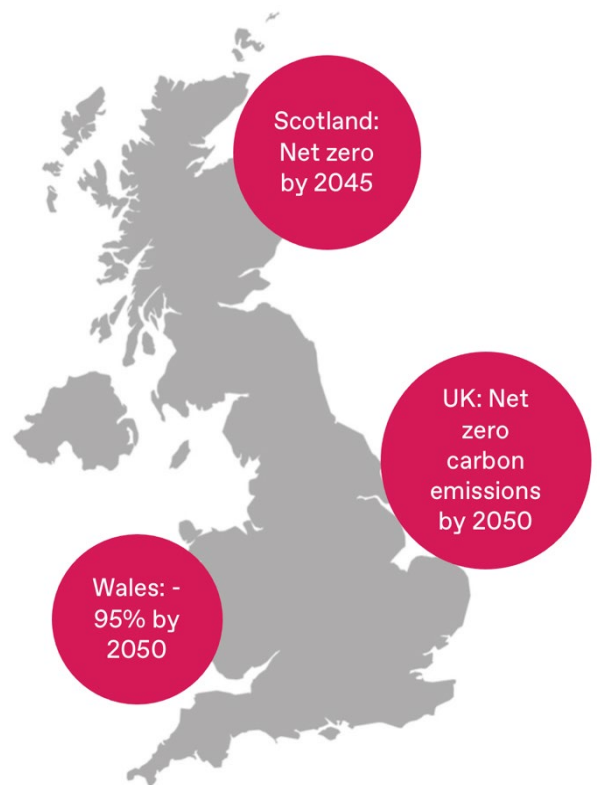 Scotland:
Net zero
by 2045
UK: Net
zero
carbon
emissions
by 2050
Wales: -
95% by
2050